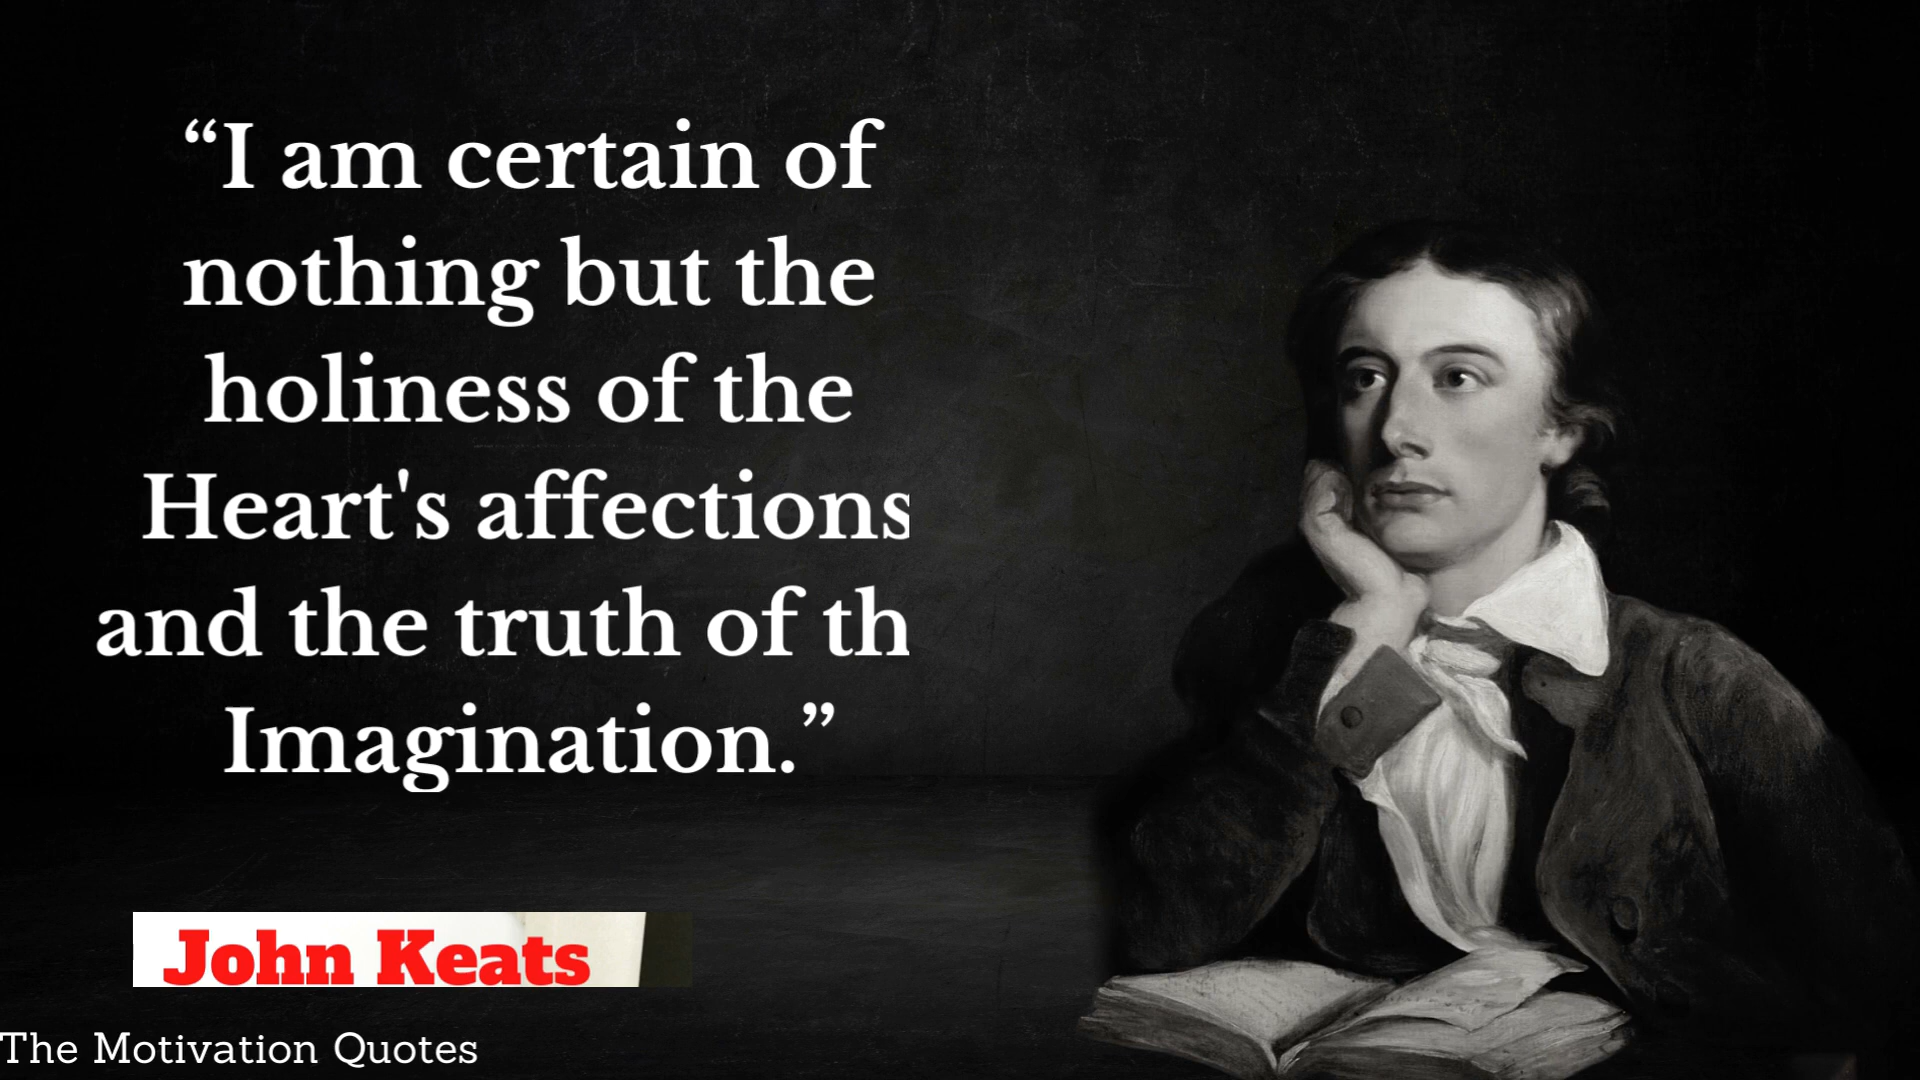 “I am certain of
nothing but the
holiness of the
Heart's affections
and the truth of th
Imagination.”
John Keats
The Motivation Quotes